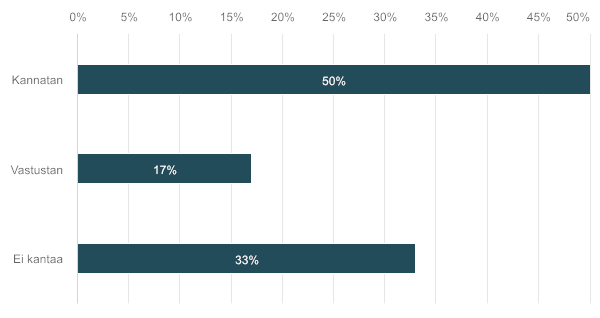 0% 5% 10% 15% 20% 25% 30% 35% 40% 45% 50%
Kannatan 50%
Vastustan 17%
Ei kantaa 33%